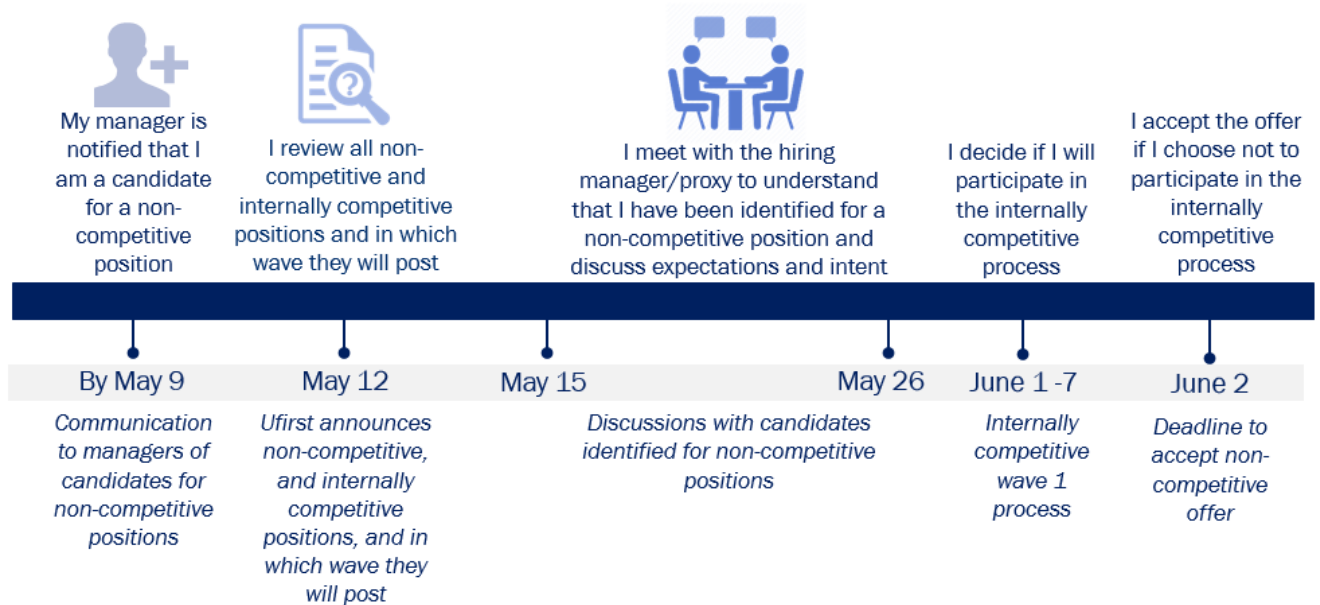 My manager is
notified that I
am a candidate
for a non-
competitive
position
I review all non-
competitive and
internally competitive
positions and in which
wave they will post
I meet with the hiring
manager/proxy to understand
that I have been identified for a
non-competitive position and
discuss expectations and intent
I decide if I will
participate in
the internally
competitive
process
I accept the offer
if I choose not to
participate in the
internally
competitive
process
By May 9
May 12
May 15
May 26
June 1 -7
June 2
Communication
to managers of
candidates for
non-competitive
positions
Ufirst announces
non-competitive,
and internally
competitive
positions, and in
which wave they
will post
Discussions with candidates
identified for non-competitive
positions
Internally
competitive
wave 1
process
Deadline to
accept non-
competitive
offer